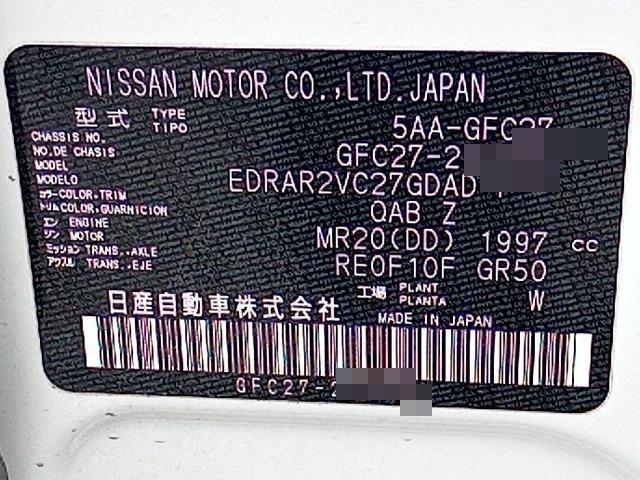 NISSAN MOTOR CO.,LTD.JAPAN
型式 TYPE TIPO 5AA-GFC27
CHASSIS NO.
NO.DE CHASIS GFC27-2
MODEL
MODELO EDRAR2VC27GDAD
カラー COLOR,TRIM
トリム COLOR,GUARNICION QAB Z
エン ENGINE
ジン MOTOR MR20(DD) 1997 cc
ミッション TRANS.,AXLE
アクスル TRANS.,EJE RE0F10F GR50
工場 PLANT PLANTA W
日産自動車株式会社 MADE IN JAPAN
GFC27-2